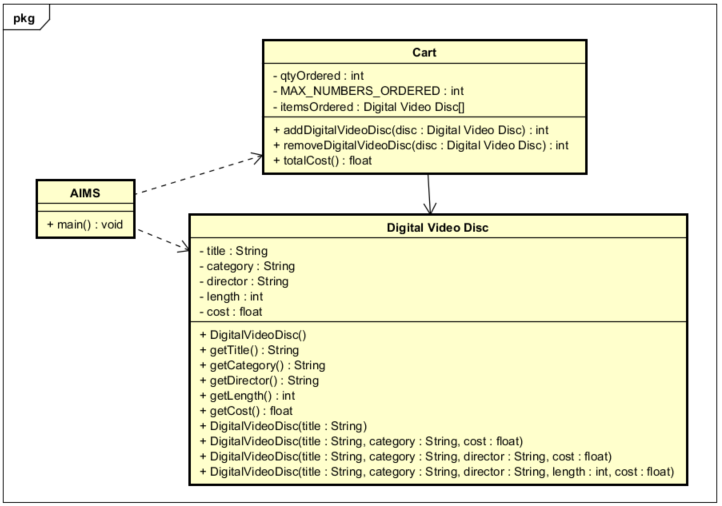 pkg
Cart
- qtyOrdered : int
- MAX_NUMBERS_ORDERED : int
- itemsOrdered : Digital Video Disc[]
+ addDigitalVideoDisc(disc : Digital Video Disc) : int
+ removeDigitalVideoDisc(disc : Digital Video Disc) : int
+ totalCost() : float
AIMS
+ main() : void
Digital Video Disc
- title : String
- category : String
- director : String
- length : int
- cost : float
+ DigitalVideoDisc()
+ getTitle() : String
+ getCategory() : String
+ getDirector() : String
+ getLength() : int
+ getCost() : float
+ DigitalVideoDisc(title : String)
+ DigitalVideoDisc(title : String, category : String, cost : float)
+ DigitalVideoDisc(title : String, category : String, director : String, cost : float)
+ DigitalVideoDisc(title : String, category : String, director : String, length : int, cost : float)